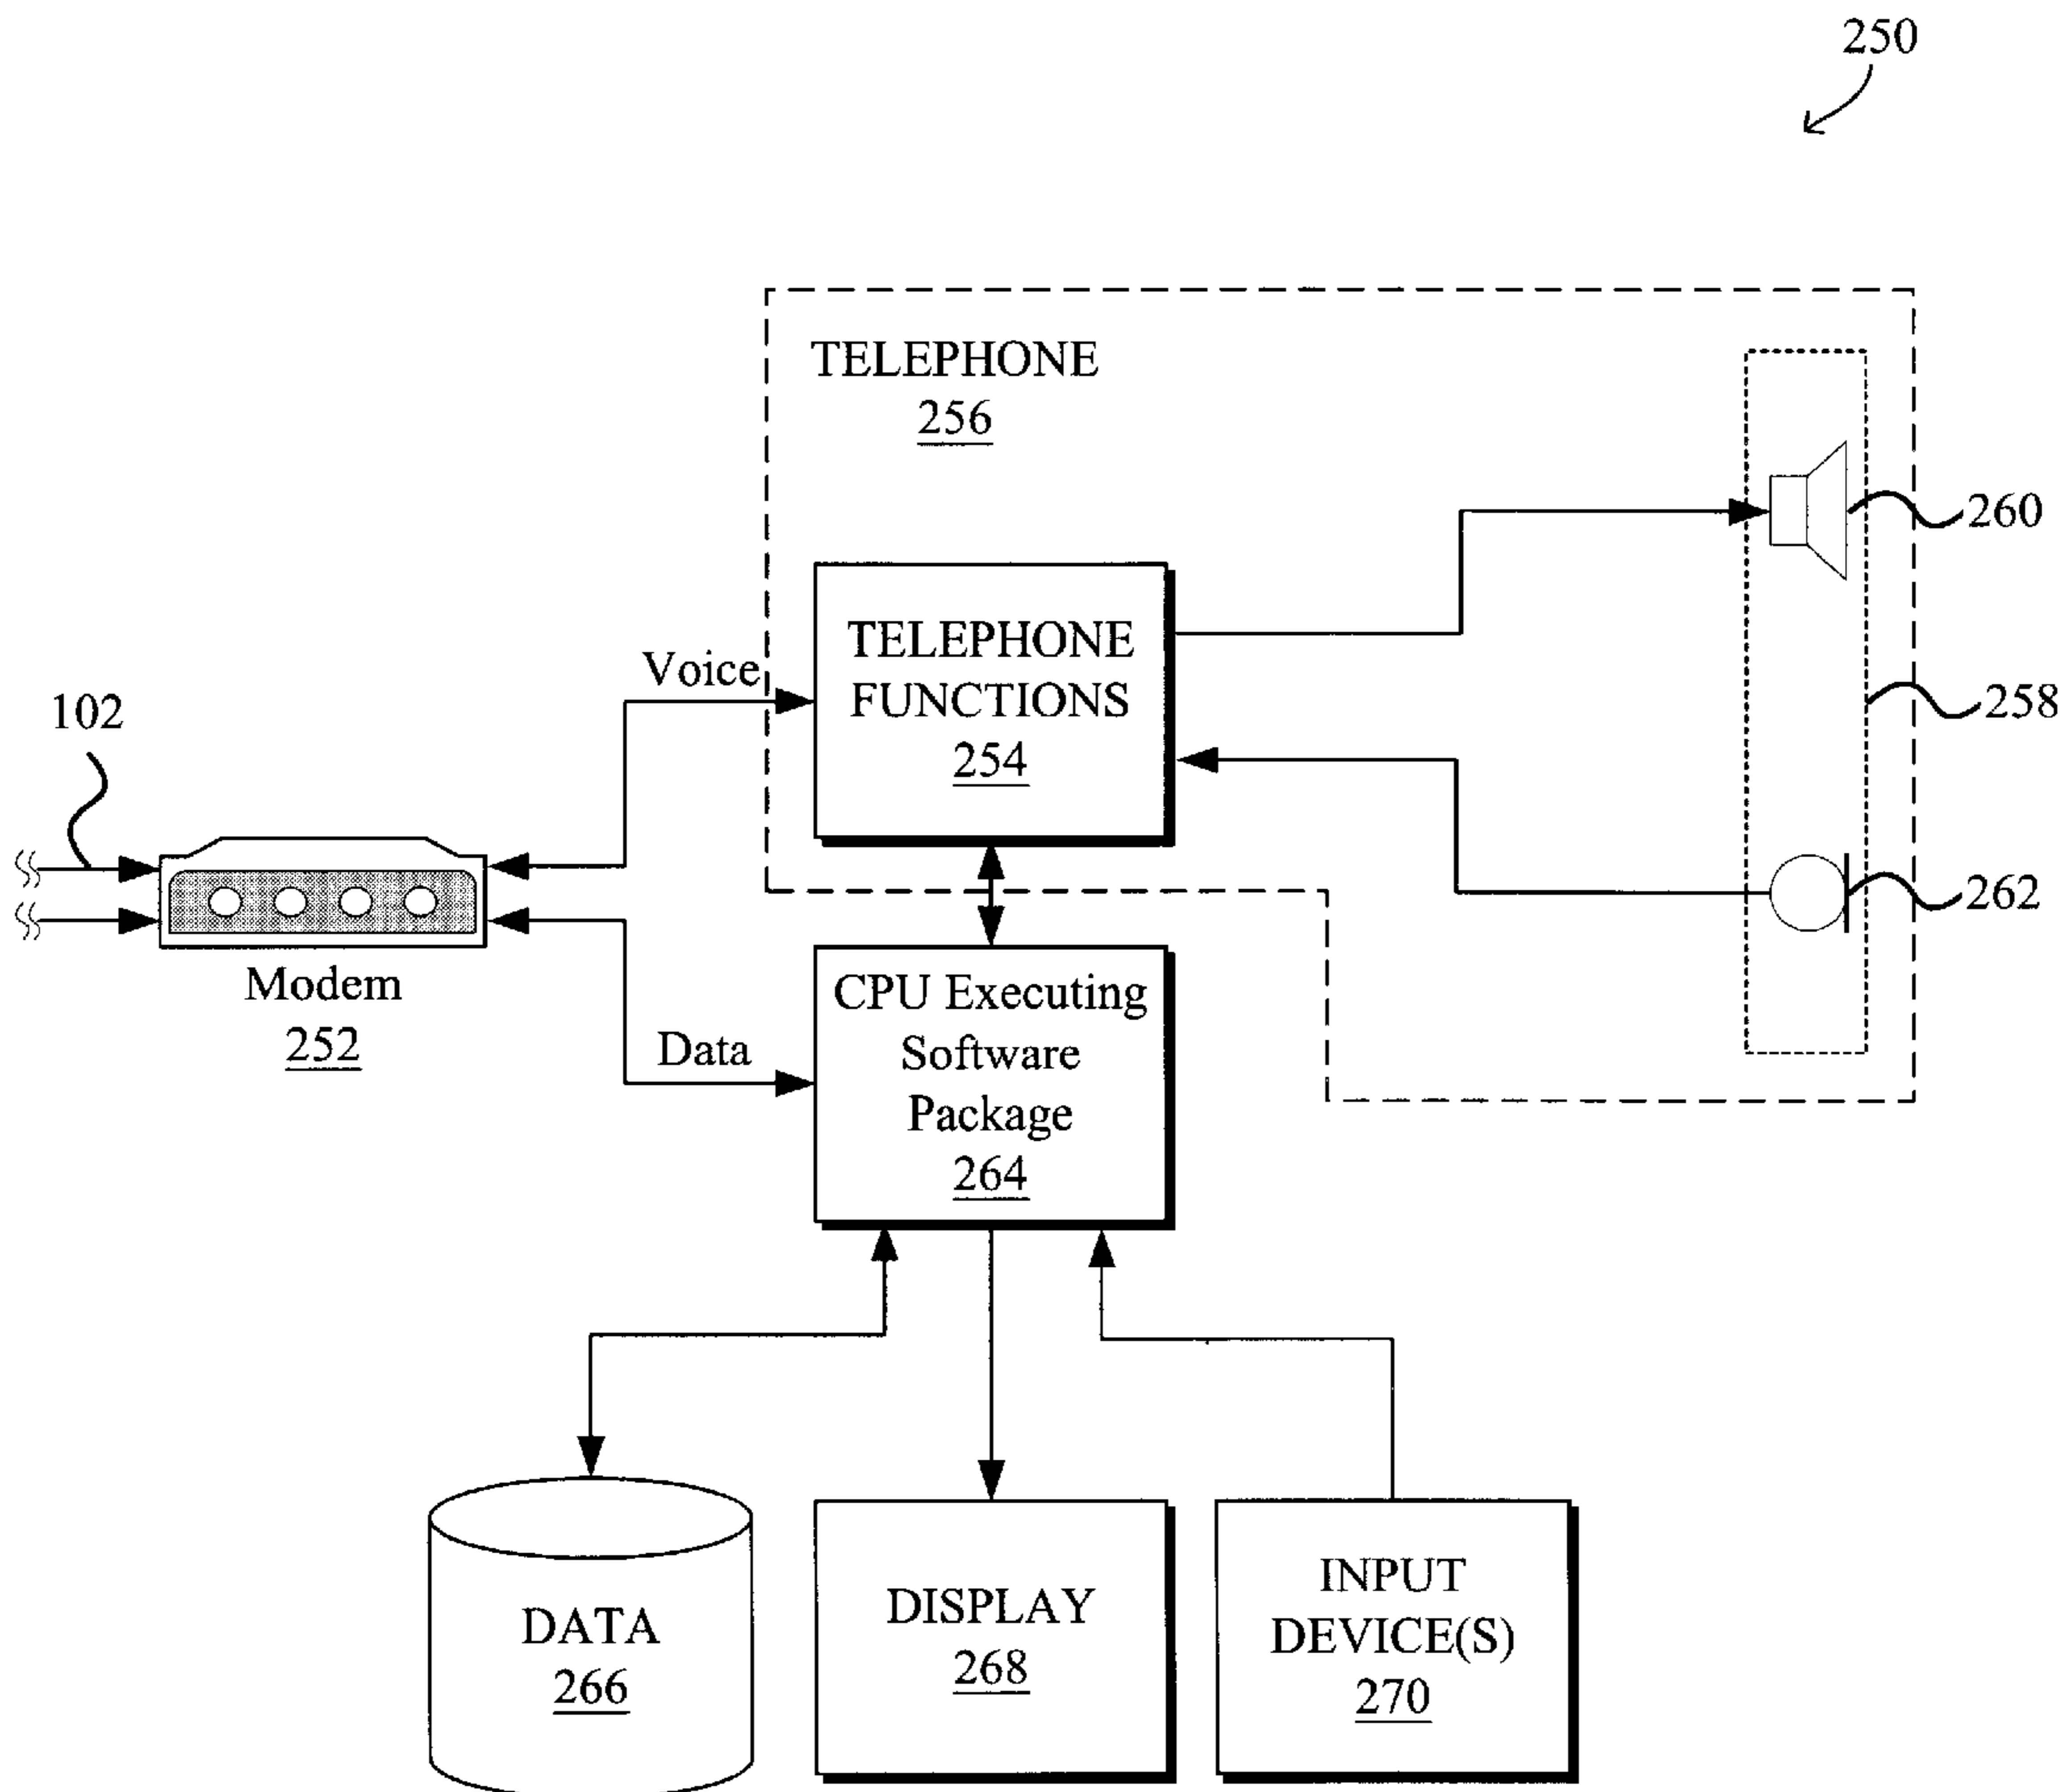 250
TELEPHONE
256
260
TELEPHONE
FUNCTIONS
254
Voice
258
102
262
Modem
252
CPU Executing
Software
Package
264
Data
DATA
266
DISPLAY
268
INPUT
DEVICE(S)
270